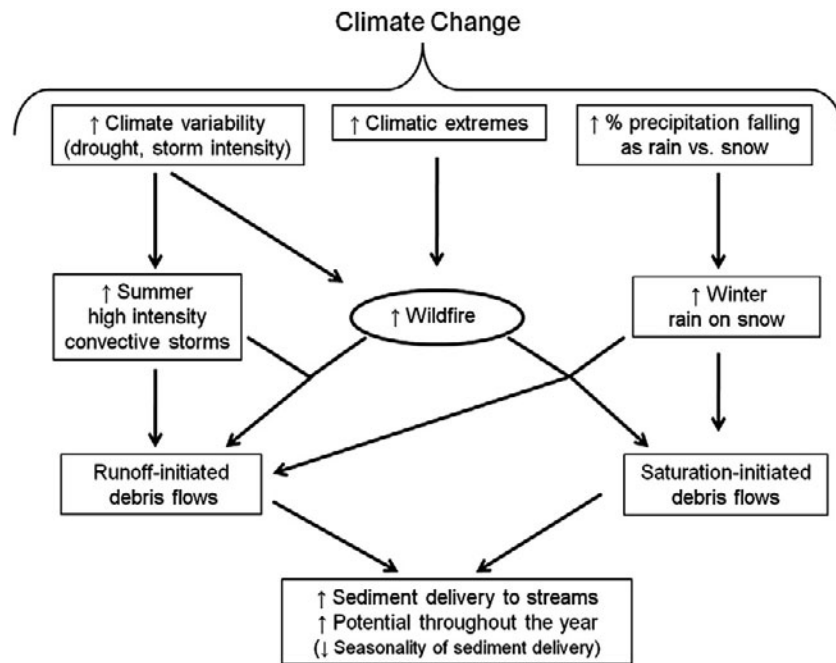 Climate Change
↑ Climate variability
(drought, storm intensity)
↑ Climatic extremes
↑ % precipitation falling
as rain vs. snow
↑ Summer
high intensity
convective storms
↑ Wildfire
↑ Winter
rain on snow
Runoff-initiated
debris flows
Saturation-initiated
debris flows
↑ Sediment delivery to streams
↑ Potential throughout the year
(↓ Seasonality of sediment delivery)